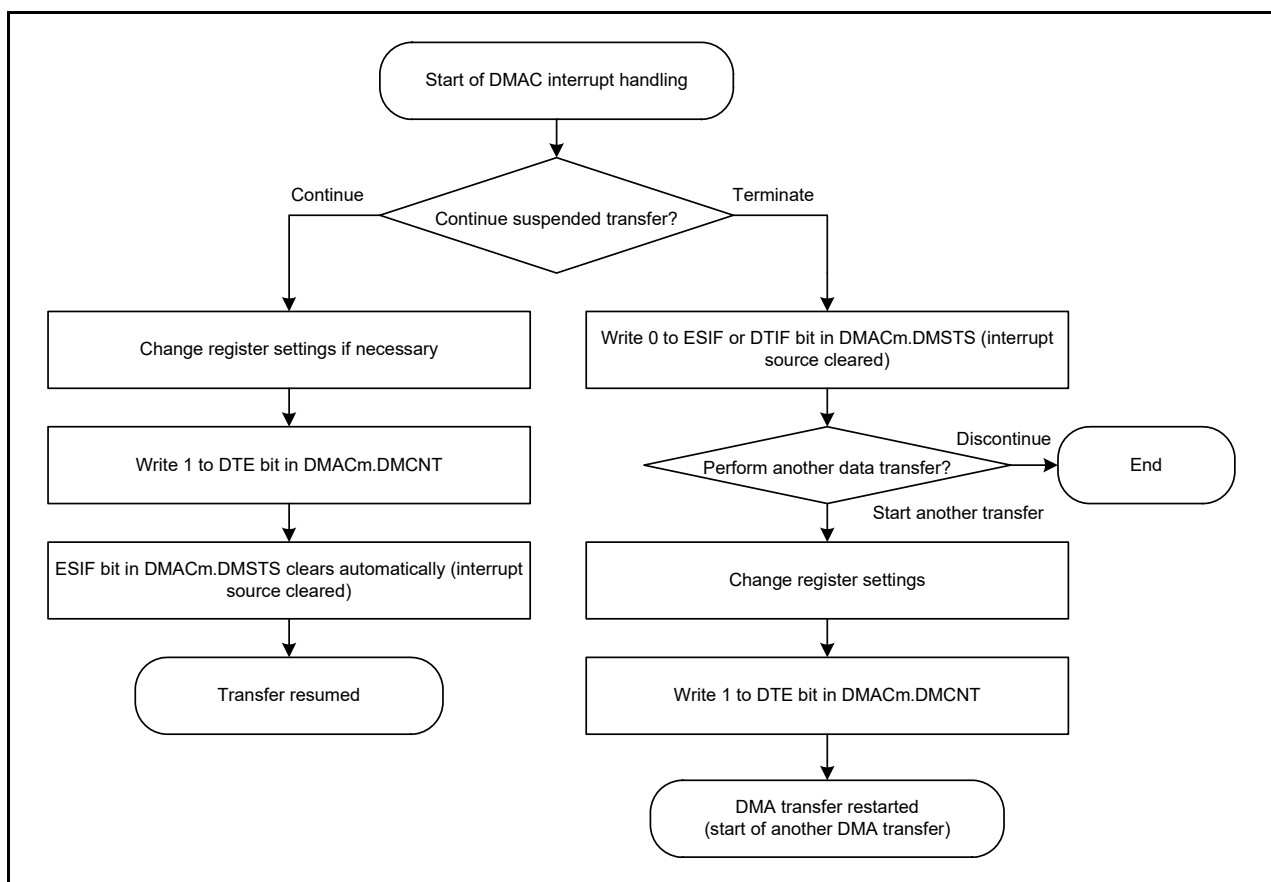 Start of DMAC interrupt handling
Continue
Terminate
Continue suspended transfer?
Change register settings if necessary
Write 1 to DTE bit in DMACm.DMCNT
ESIF bit in DMACm.DMSTS clears automatically (interrupt
source cleared)
Transfer resumed
Write 0 to ESIF or DTIF bit in DMACm.DMSTS (interrupt
source cleared)
Perform another data transfer?
Discontinue
End
Start another transfer
Change register settings
Write 1 to DTE bit in DMACm.DMCNT
DMA transfer restarted
(start of another DMA transfer)